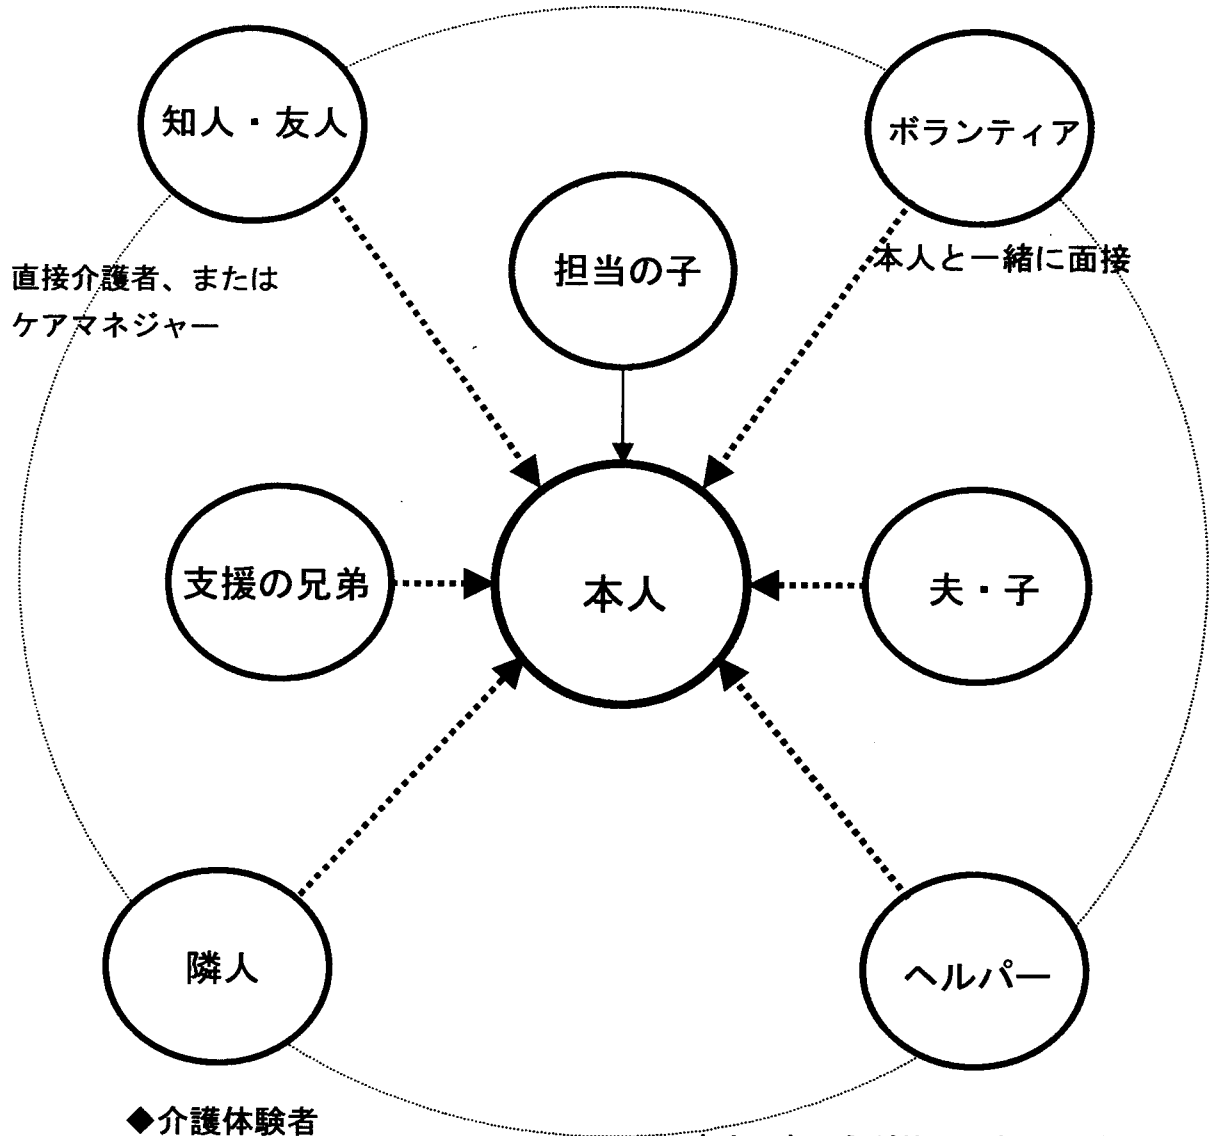 知人・友人
ボランティア
担当の子
本人と一緒に面接
直接介護者、または
ケアマネジャー
支援の兄弟
本人
夫・子
隣人
ヘルパー
◆介護体験者